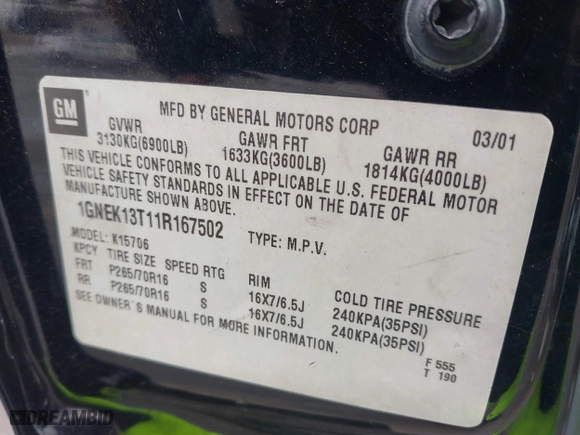 GM
MFD BY GENERAL MOTORS CORP 03/01
GVWR GAWR FRT GAWR RR
3130KG(6900LB) 1633KG(3600LB) 1814KG(4000LB)
THIS VEHICLE CONFORMS TO ALL APPLICABLE U.S. FEDERAL MOTOR
VEHICLE SAFETY STANDARDS IN EFFECT ON THE DATE OF
MANUFACTURE SHOWN ABOVE.
1GNEK13T11R167502 TYPE: M.P.V.
MODEL: K15706
KPCY TIRE SIZE SPEED RTG RIM COLD TIRE PRESSURE
FRT P265/70R16 S 16X7/6.5J 240KPA(35PSI)
RR P265/70R16 S 16X7/6.5J 240KPA(35PSI)
SEE OWNER'S MANUAL FOR MORE INFORMATION.
F 555
T 190
DREAMBID